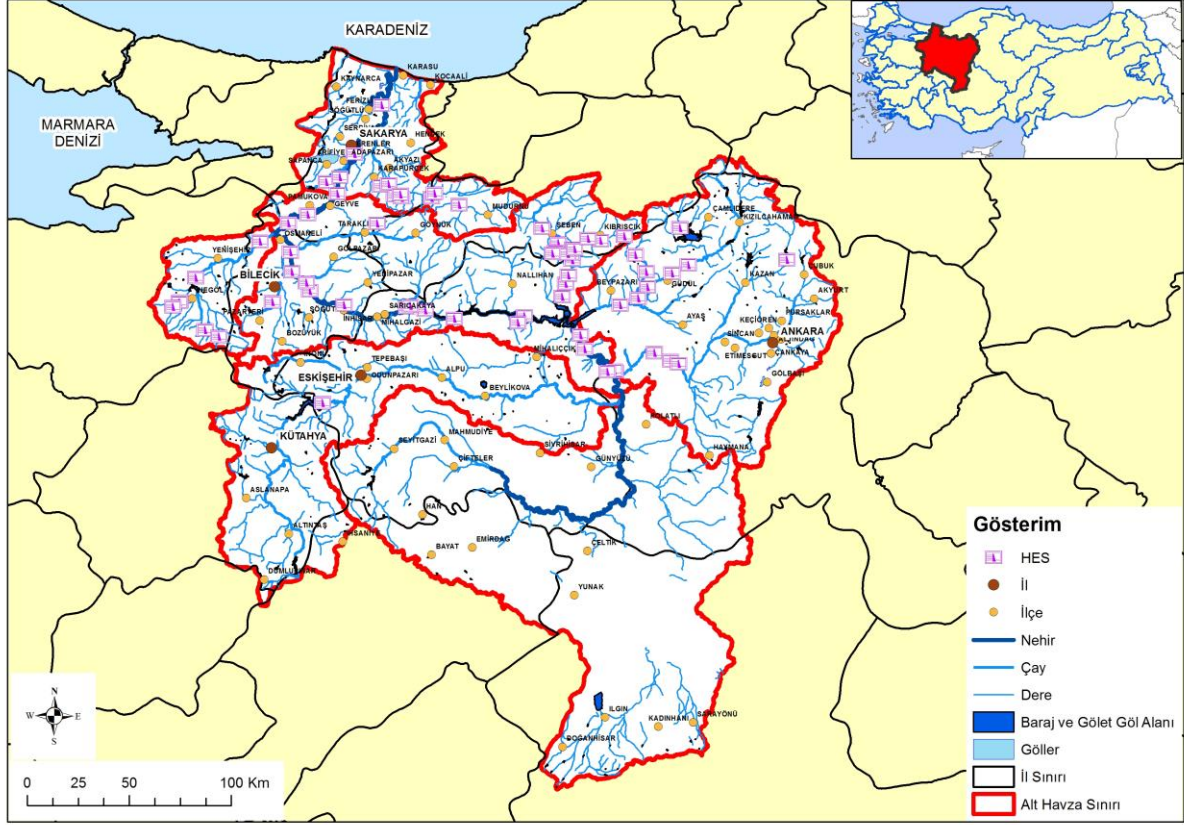 KARADENİZ
MARMARA
DENİZİ
KARASU
KOCAALİ
KAYNARCA
FERİZLİ
SÖĞÜTLÜ
SAKARYA
ADAPAZARI
SAPANCA
AKYAZI
KARAPÜRÇEK
PAMUKOVA
GEYVE
TARAKLI
GÖYNÜK
MUDURNU
SEBEN
KIBRISCIK
ÇAMLIDERE
KIZILCAHAMAM
OSMANELİ
YENİŞEHİR
GÖLPAZARI
BİLECİK
YENİPAZAR
NALLIHAN
BEYPAZARI
GÜDÜL
KAZAN
ÇUBUK
AKYURT
SÖĞÜT
SARICAKAYA
MİHALGAZİ
BOZÜYÜK
AYAŞ
KEÇİÖREN
PURSAKLAR
SİNCAN
ANKARA
ETİMESGUT
ÇANKAYA
GÖLBAŞI
MİHALIÇÇIK
TEPEBAŞI
ESKİŞEHİR
ODUNPAZARI
ALPU
BEYLİKOVA
POLATLI
KÜTAHYA
SEYİTGAZİ
MAHMUDİYE
SİVRİHİSAR
HAYMANA
ÇİFTELER
GÜNYÜZÜ
ASLANAPA
HAN
ALTINTAŞ
BAYAT
EMİRDAĞ
ÇELTİK
YUNAK
ILGIN
KADINHANI
SARAYÖNÜ
DOĞANHİSAR
N
W E
S
0 25 50 100 Km
Gösterim
HES
İl
İlçe
Nehir
Çay
Dere
Baraj ve Gölet Göl Alanı
Göller
İl Sınırı
Alt Havza Sınırı